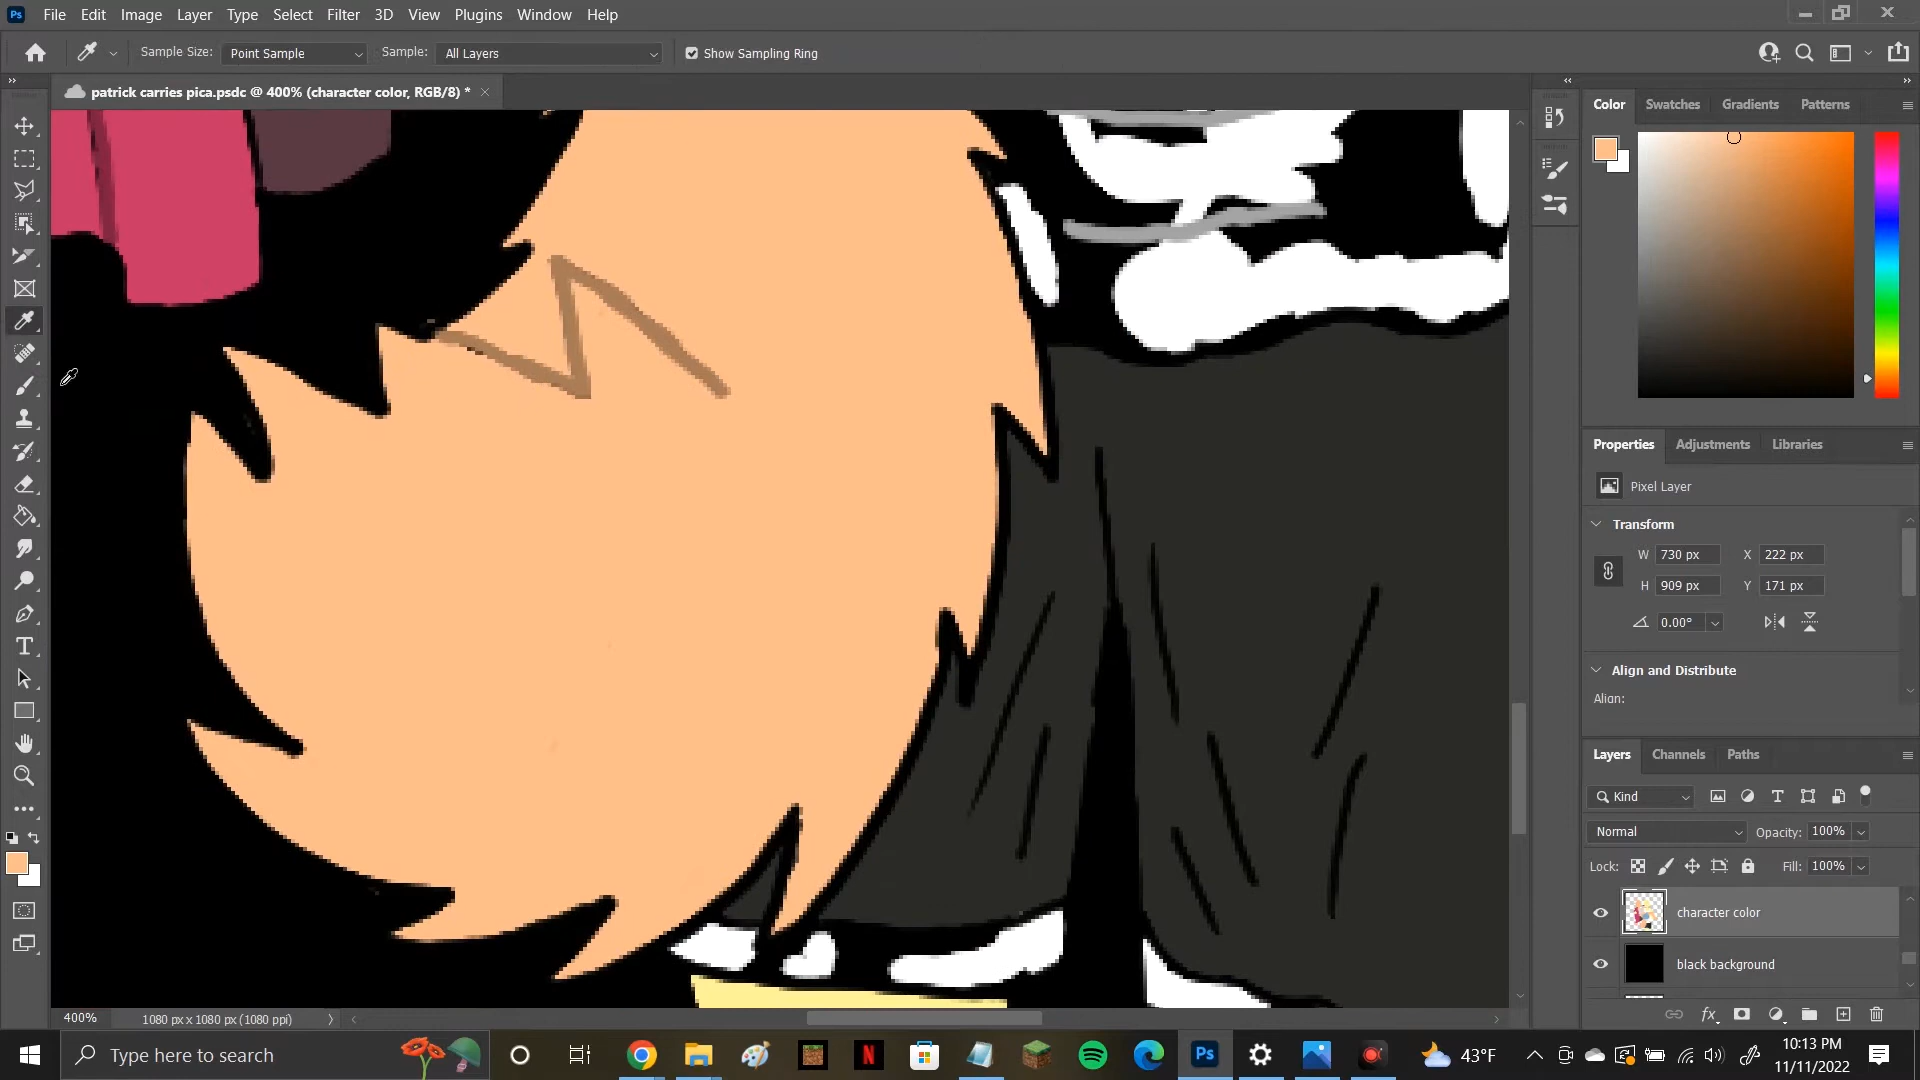 Ps File Edit Image Layer Type Select Filter 3D View Plugins Window Help
Sample Size: Point Sample Sample: All Layers Show Sampling Ring
patrick carries pica.psdc @ 400% (character color, RGB/8) *
Color Swatches Gradients Patterns
Properties Adjustments Libraries
Pixel Layer
Transform
W 730 px X 222 px
H 909 px Y 171 px
0.00°
Align and Distribute
Align:
Layers Channels Paths
Kind
Normal Opacity: 100%
Lock: Fill: 100%
character color
black background
400% 1080 px x 1080 px (1080 ppi)
Type here to search
Ps
43°F
10:13 PM
11/11/2022